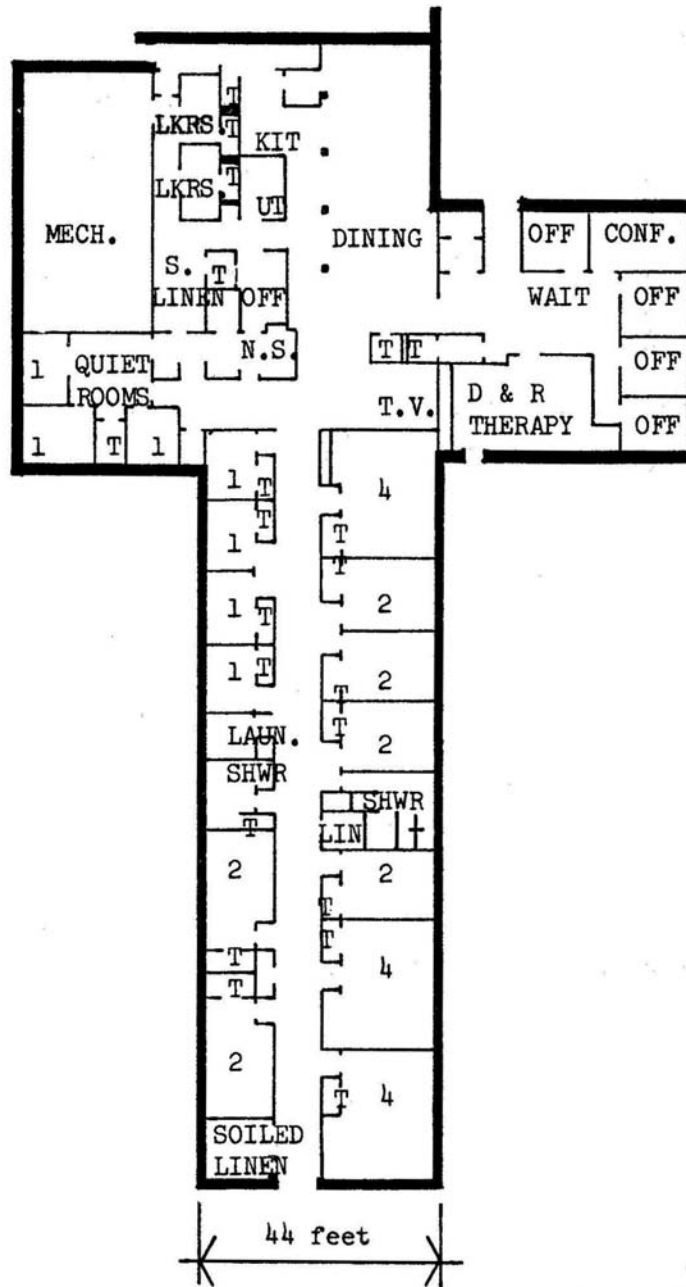 T
LKRS. T
KIT
T
LKRS
UT
MECH.
DINING
OFF CONF.
S.
T
LINEN OFF
WAIT
OFF
N.S.
T T
OFF
1 QUIET
ROOMS
T.V.
D & R
THERAPY
OFF
1 T 1
1 T
4
T
1
T
T
2
1 T
1 T
2
T
T
2
LAUN.
SHWR
SHWR
T
LIN
2
2
T
T
T
T
4
2
4
T
SOILED
LINEN
44 feet